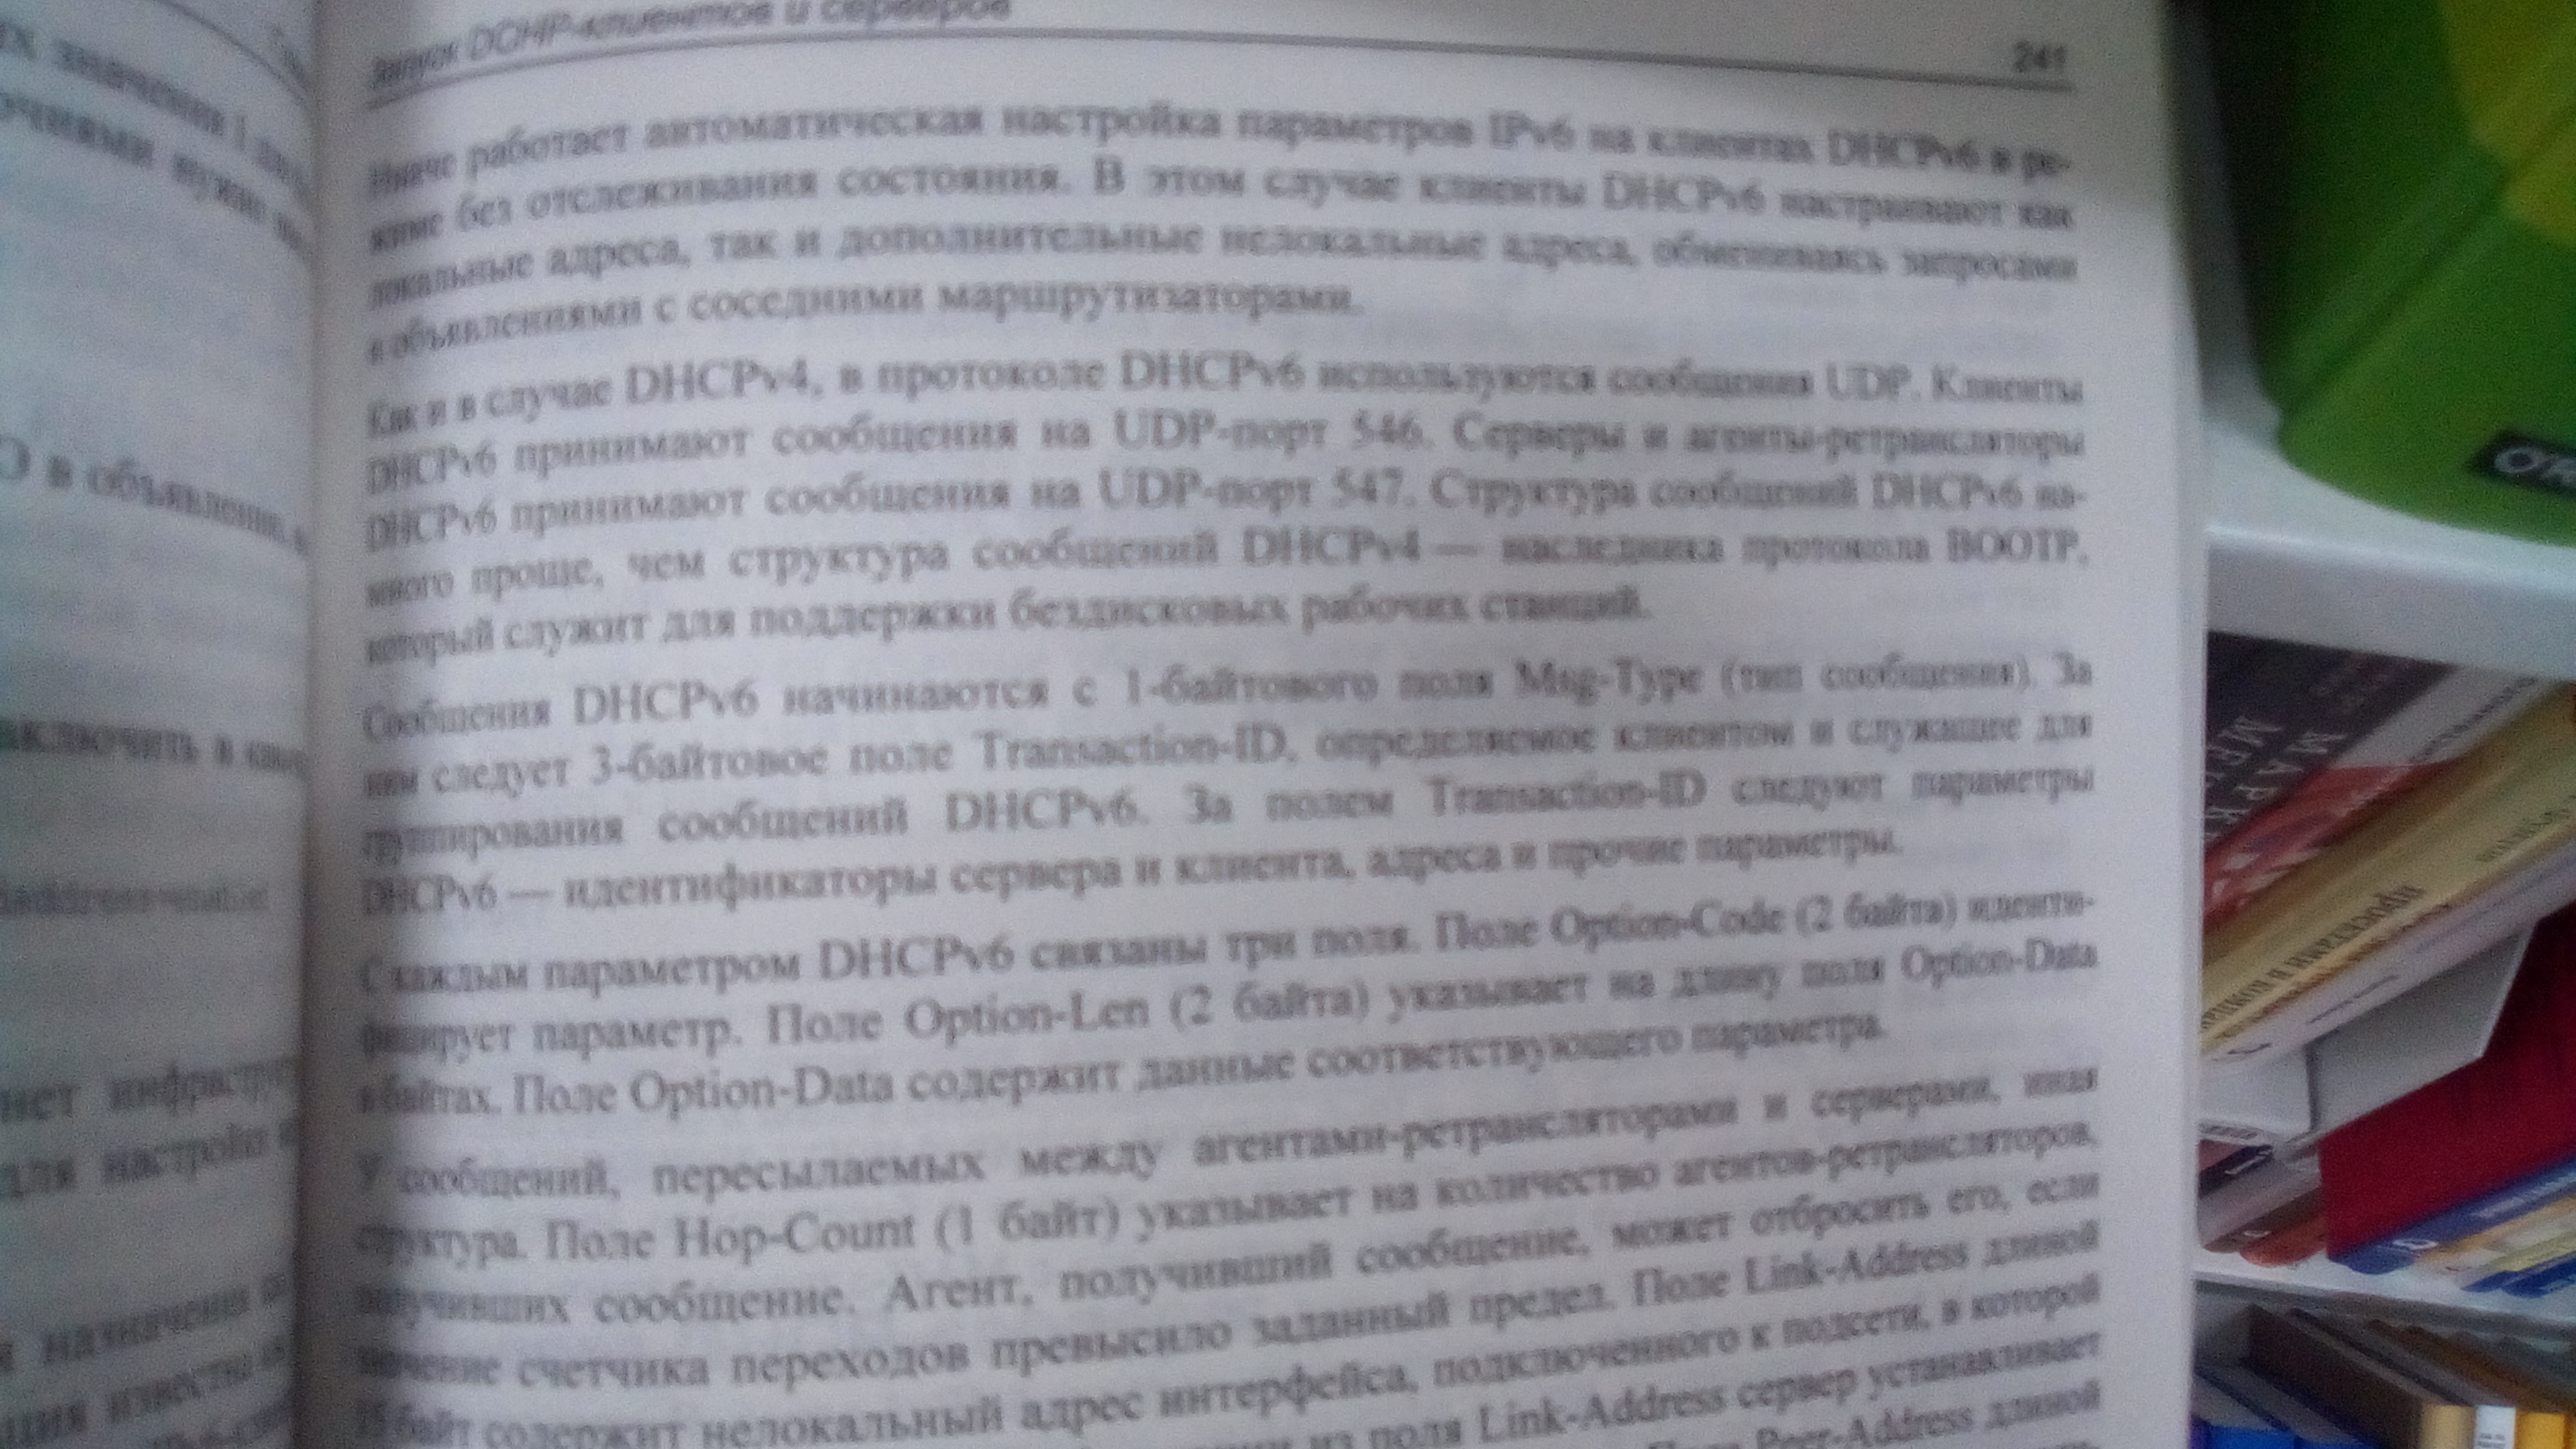 Запуск DCHP-клиентов и серверов
241
Иначе работает автоматическая настройка параметров IPv6 на клиентах DHCPv6 в ре-
жиме без отслеживания состояния. В этом случае клиенты DHCPv6 настраивают как
локальные адреса, так и дополнительные нелокальные адреса, обмениваясь запросами
и объявлениями с соседними маршрутизаторами.
Как и в случае DHCPv4, в протоколе DHCPv6 используются сообщения UDP. Клиенты
DHCPv6 принимают сообщения на UDP-порт 546. Серверы и агенты-ретрансляторы
DHCPv6 принимают сообщения на UDP-порт 547. Структура сообщений DHCPv6 на-
много проще, чем структура сообщений DHCPv4 — наследника протокола BOOTP,
который служит для поддержки бездисковых рабочих станций.
Сообщения DHCPv6 начинаются с 1-байтового поля Msg-Type (тип сообщения). За
ним следует 3-байтовое поле Transaction-ID, определяемое клиентом и служащее для
группирования сообщений DHCPv6. За полем Transaction-ID следуют параметры
DHCPv6 — идентификаторы сервера и клиента, адреса и прочие параметры.
С каждым параметром DHCPv6 связаны три поля. Поле Option-Code (2 байта) иденти-
фицирует параметр. Поле Option-Len (2 байта) указывает на длину поля Option-Data
в байтах. Поле Option-Data содержит данные соответствующего параметра.
У сообщений, пересылаемых между агентами-ретрансляторами и серверами, иная
структура. Поле Hop-Count (1 байт) указывает на количество агентов-ретрансляторов,
получивших сообщение. Агент, получивший сообщение, может отбросить его, если
значение счетчика переходов превысило заданный предел. Поле Link-Address длиной
15 байт содержит нелокальный адрес интерфейса, подключенного к подсети, в которой
из поля Link-Address сервер устанавливает
Peer-Address длиной